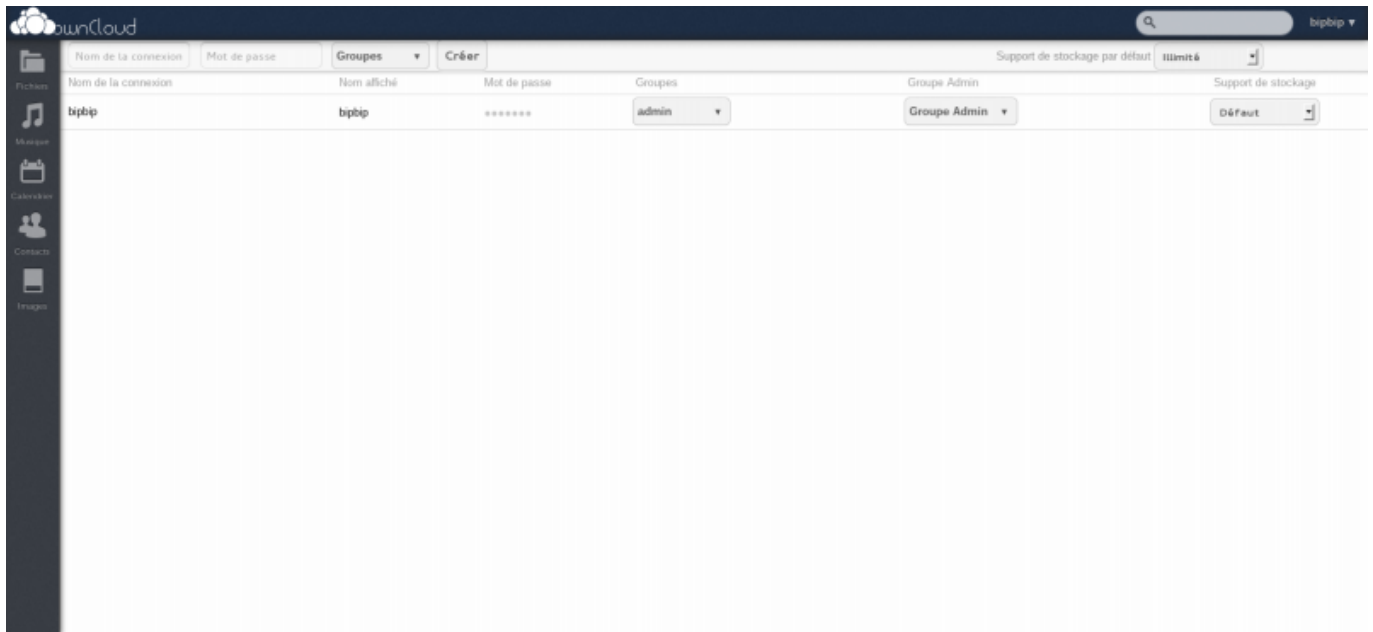 ownCloud
bipbip ▾
Nom de la connexion Mot de passe Groupes ▾ Créer Support de stockage par défaut Illimité
Nom de la connexion Nom affiché Mot de passe Groupes Groupe Admin Support de stockage
bipbip bipbip ●●●●●●● admin ▾ Groupe Admin ▾ Défaut
Fichiers
Musique
Calendrier
Contacts
Images